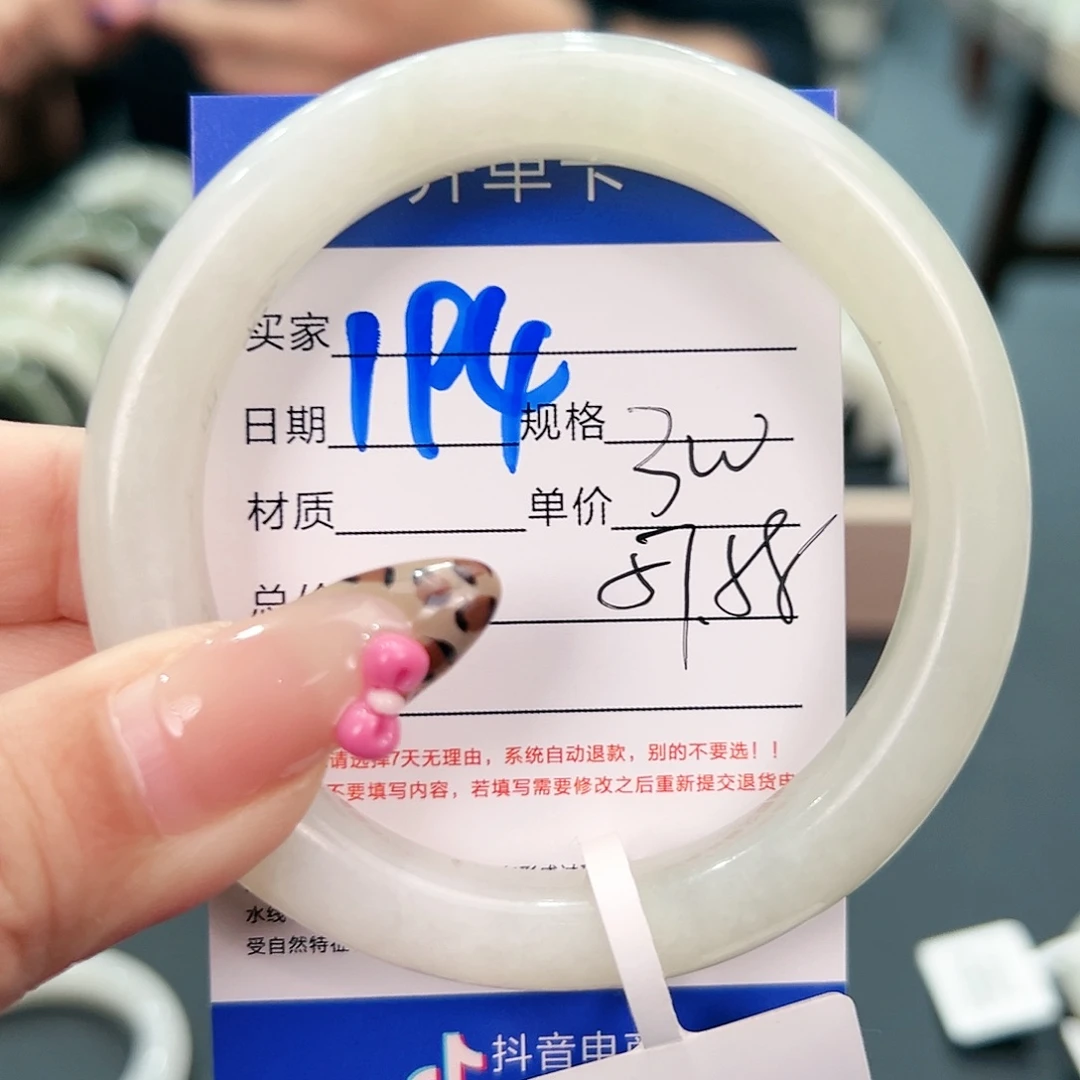 开单卡
买家 1P4
日期 规格 3W
材质 单价
57.88
请选择7天无理由，系统自动退款，别的不要选！！
不要填写内容，若填写需要修改之后重新提交退货
水线
受自然特征
抖音电商